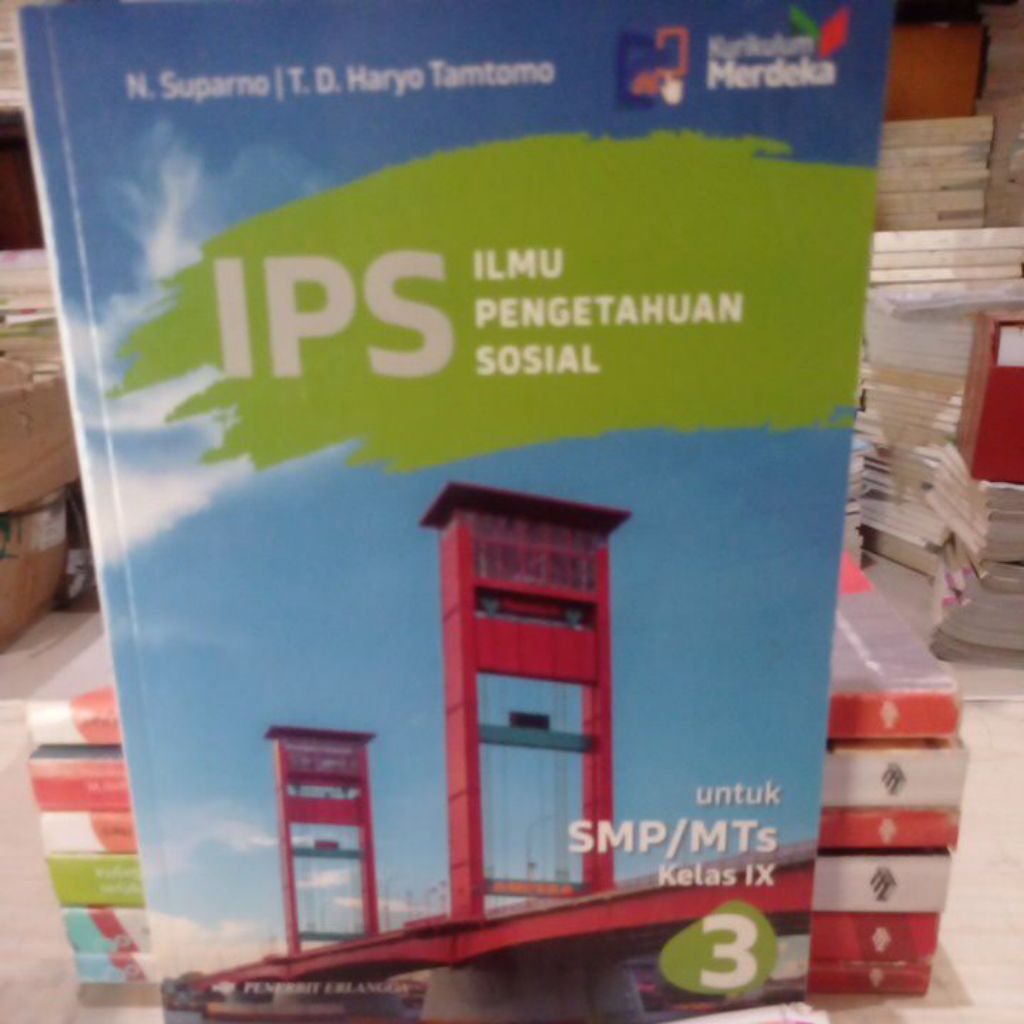 N. Suparno | T. D. Haryo Tamtomo
Kurikulum
Merdeka
IPS
ILMU
PENGETAHUAN
SOSIAL
untuk
SMP/MTs
Kelas IX
3
PENERBIT ERLANGGA